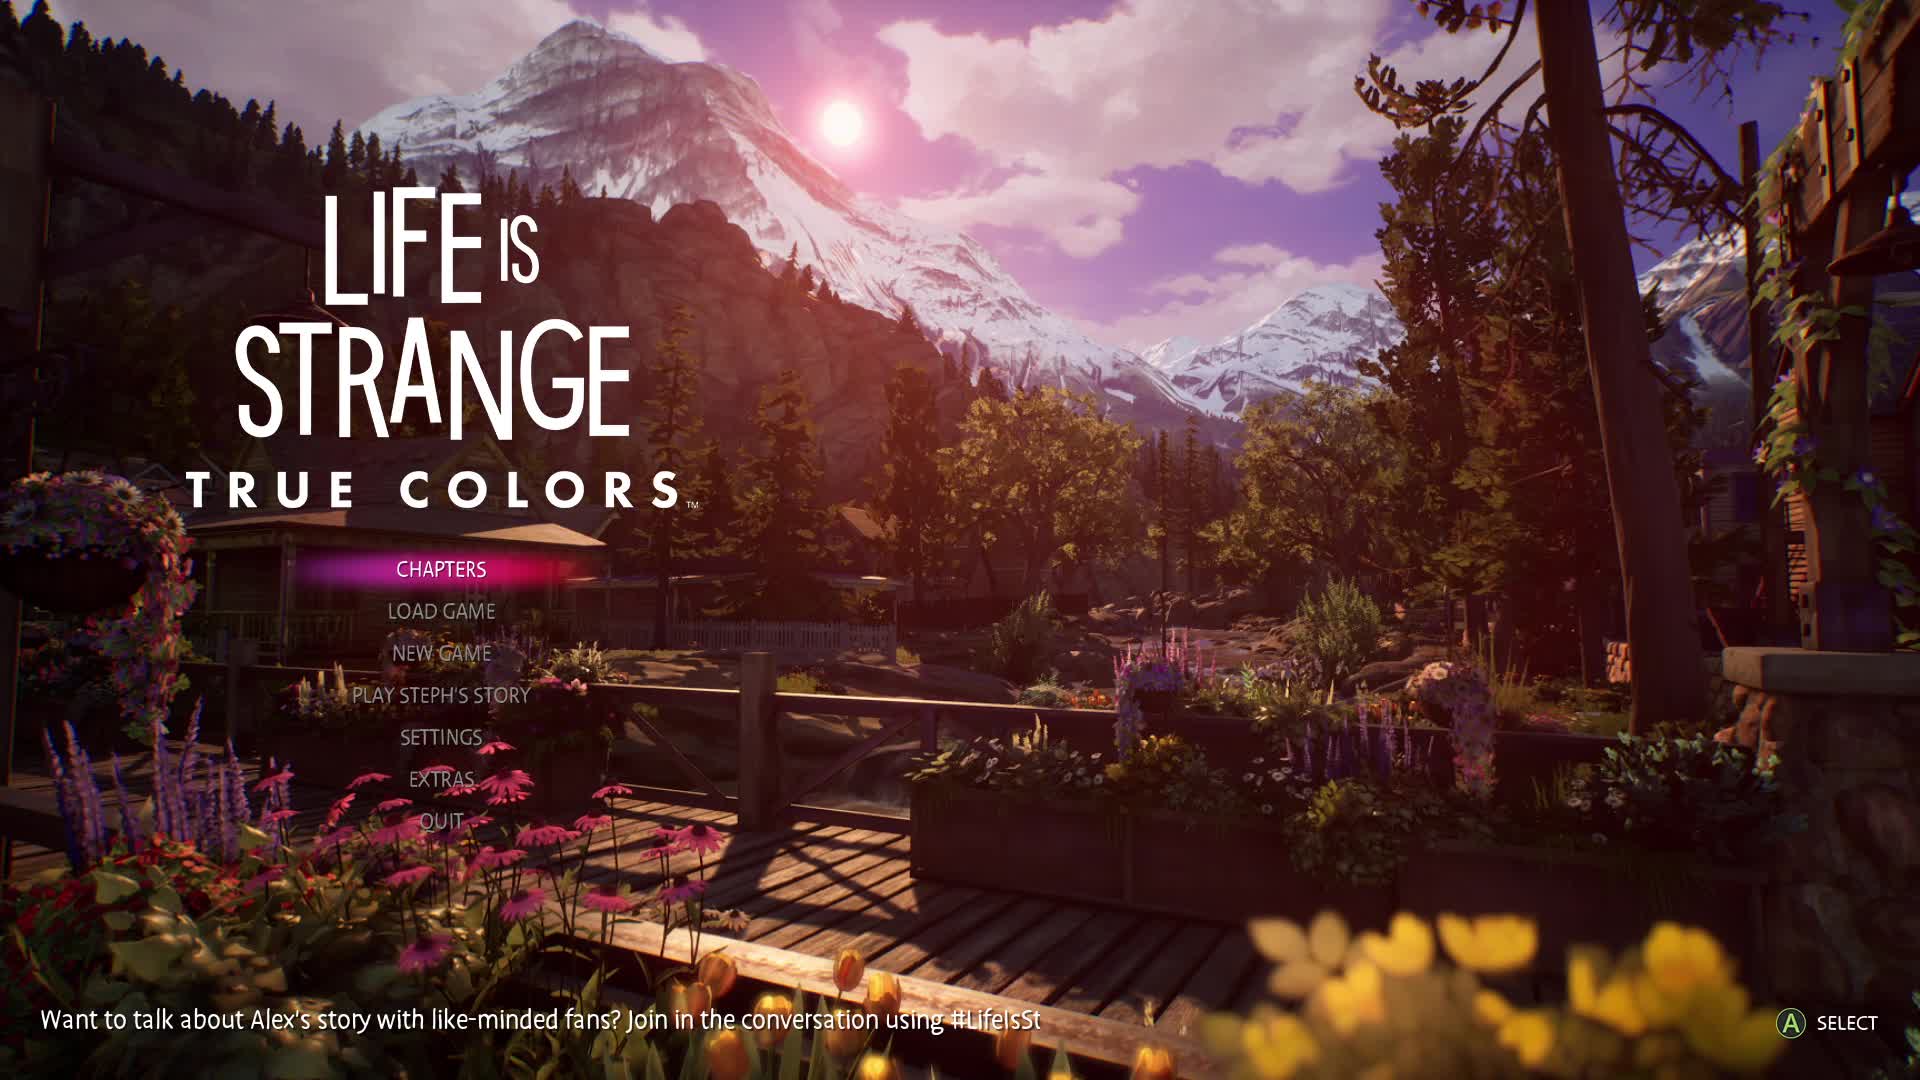 LIFE IS
STRANGE
TRUE COLORS™
CHAPTERS
LOAD GAME
NEW GAME
PLAY STEPH'S STORY
SETTINGS
EXTRAS
QUIT
Want to talk about Alex's story with like-minded fans? Join in the conversation using #LifeIsSt
A SELECT